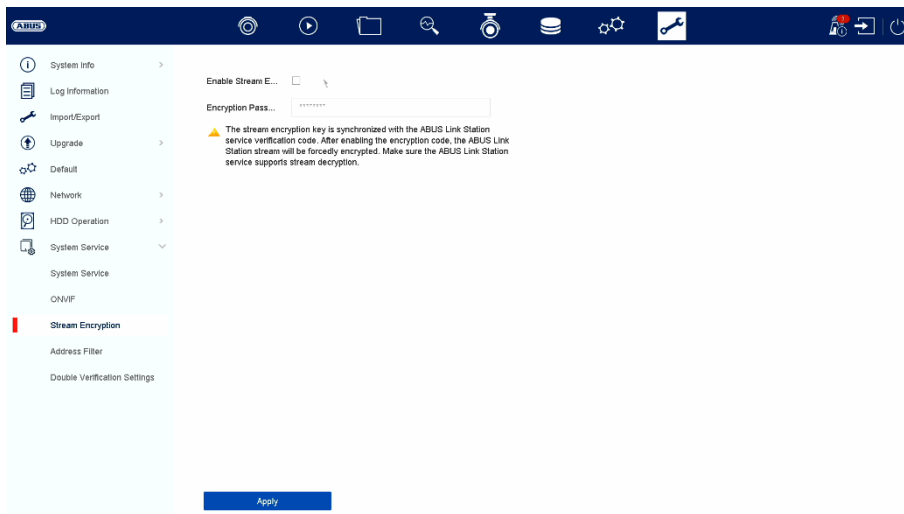 ABUS
?
System Info
Log Information
Import/Export
Upgrade
Default
Network
HDD Operation
System Service
System Service
ONVIF
Stream Encryption
Address Filter
Double Verification Settings
Enable Stream E...
Encryption Pass...
********
The stream encryption key is synchronized with the ABUS Link Station
service verification code. After enabling the encryption code, the ABUS Link
Station stream will be forcedly encrypted. Make sure the ABUS Link Station
service supports stream decryption.
Apply